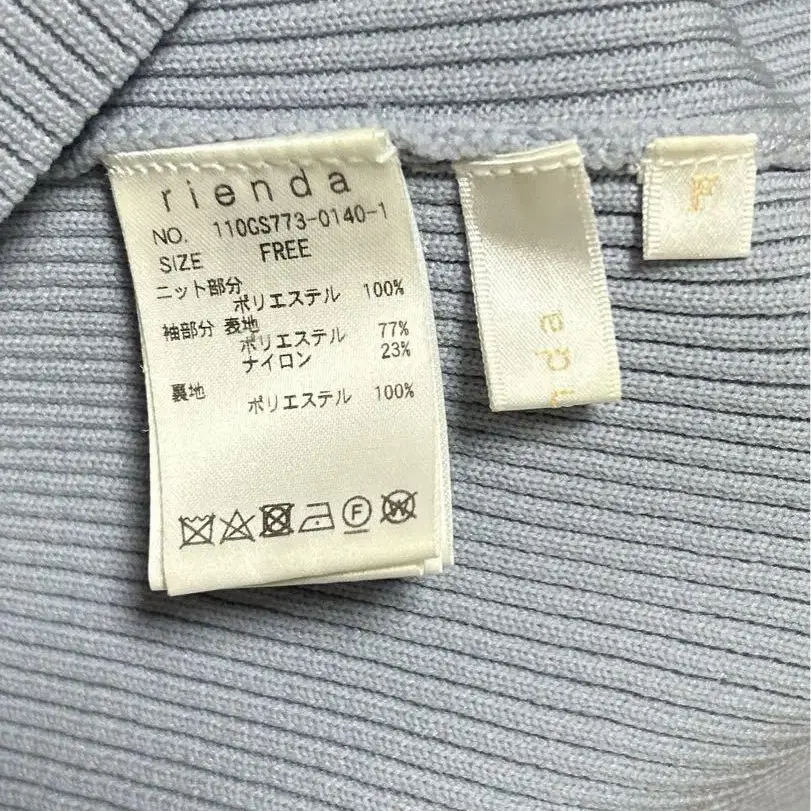 rienda
NO. 110GS773-0140-1
SIZE FREE
ニット部分
ポリエステル 100%
袖部分 表地
ポリエステル 77%
ナイロン 23%
裏地
ポリエステル 100%
F
W
F